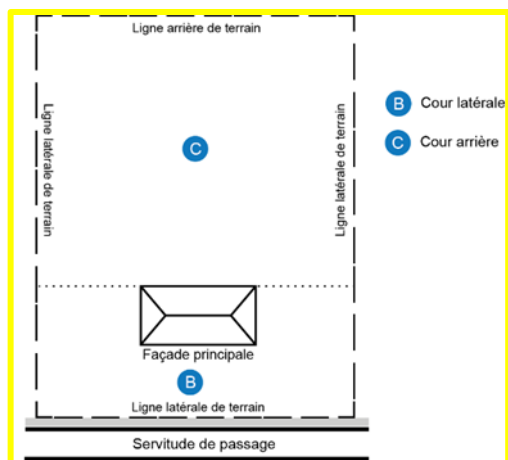 Ligne arrière de terrain
Ligne latérale de terrain
Ligne latérale de terrain
B Cour latérale
C Cour arrière
C
Façade principale
B
Ligne latérale de terrain
Servitude de passage